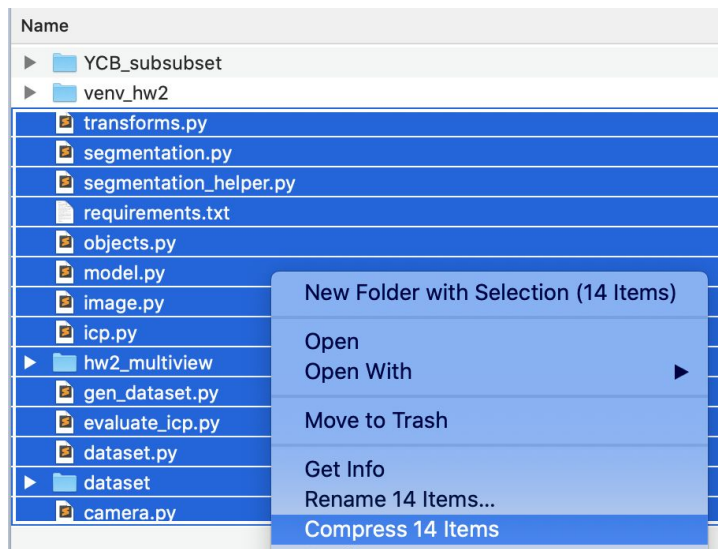 Name
YCB_subsubset
venv_hw2
transforms.py
segmentation.py
segmentation_helper.py
requirements.txt
objects.py
model.py
image.py
icp.py
hw2_multiview
gen_dataset.py
evaluate_icp.py
dataset.py
dataset
camera.py
New Folder with Selection (14 Items)
Open
Open With
Move to Trash
Get Info
Rename 14 Items...
Compress 14 Items